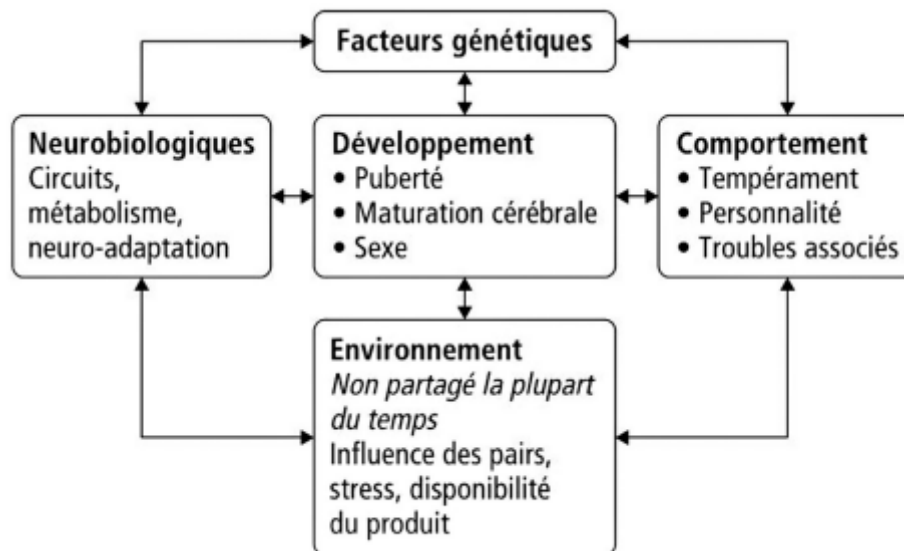 Facteurs génétiques
Neurobiologiques
Circuits,
métabolisme,
neuro-adaptation
Développement
• Puberté
• Maturation cérébrale
• Sexe
Comportement
• Tempérament
• Personnalité
• Troubles associés
Environnement
Non partagé la plupart
du temps
Influence des pairs,
stress, disponibilité
du produit